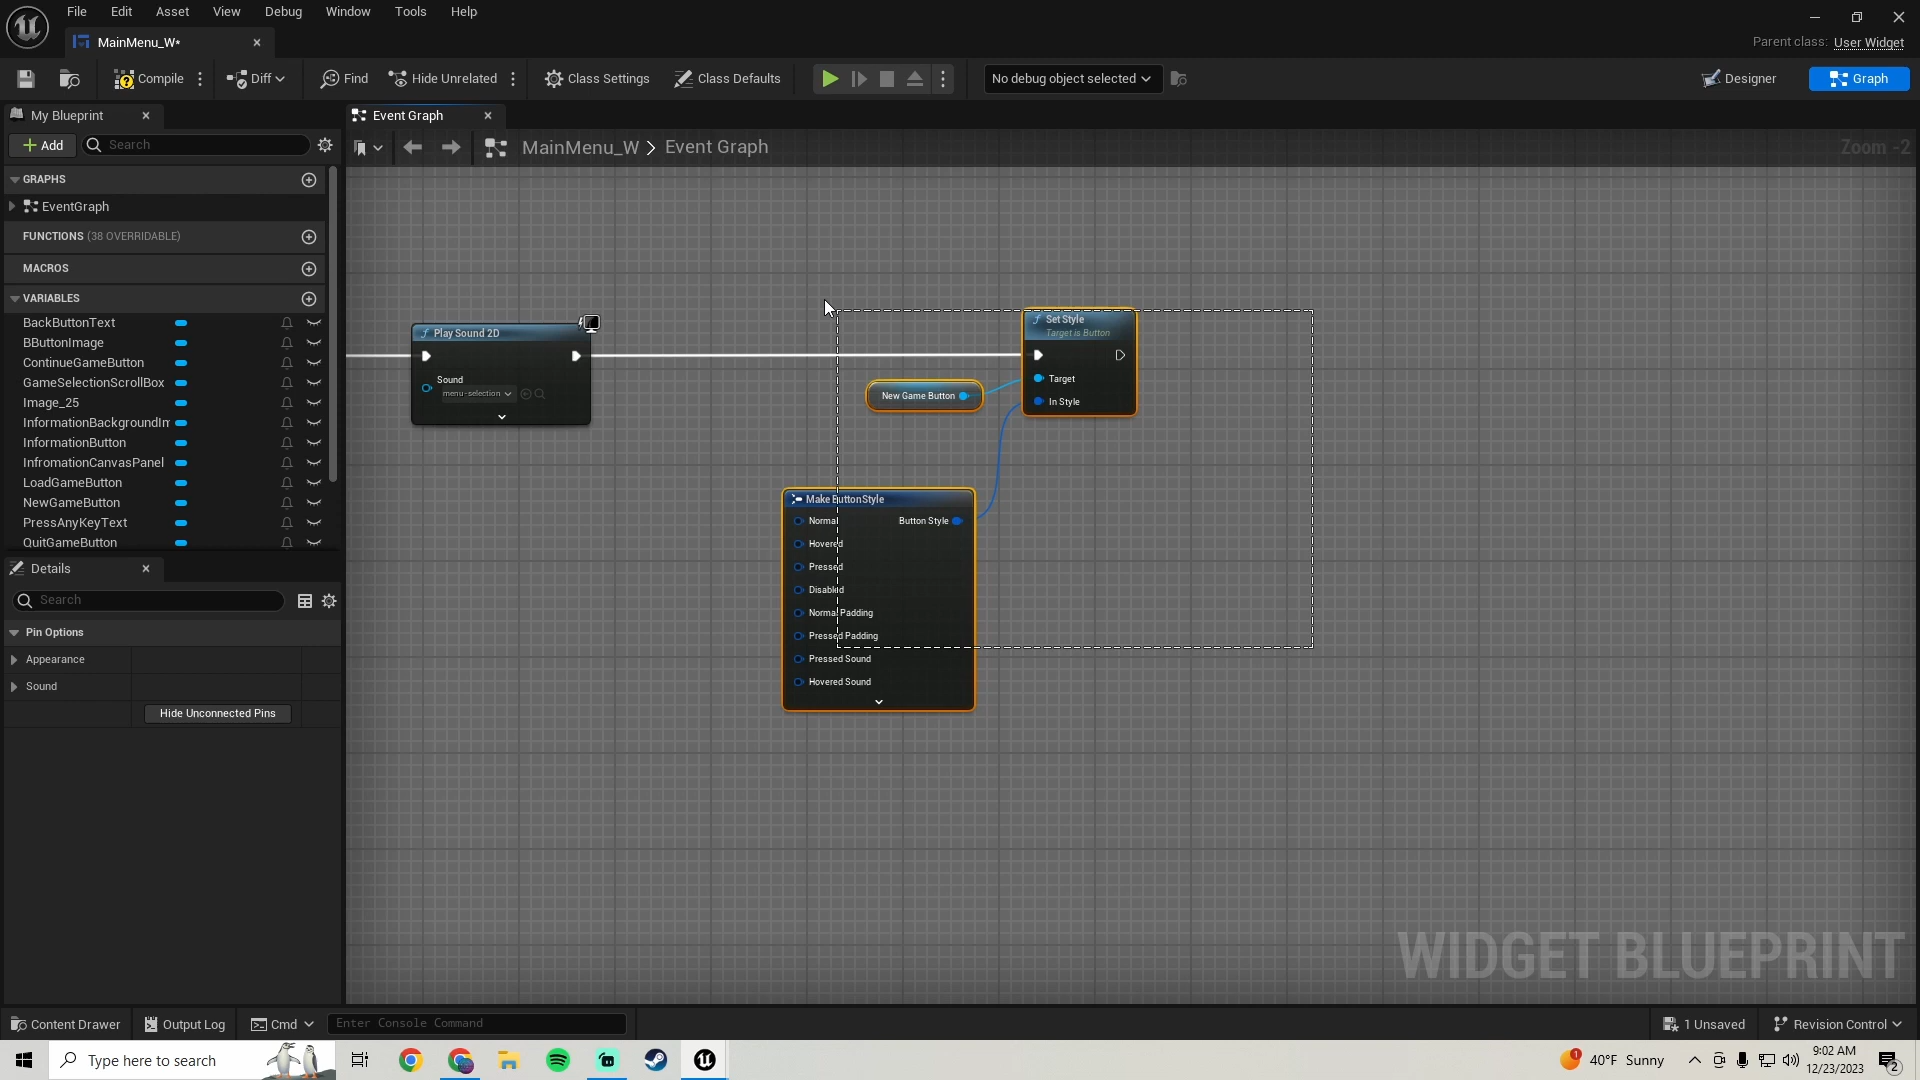 File Edit Asset View Debug Window Tools Help
MainMenu_W*
Parent class: User Widget
Compile Diff Find Hide Unrelated Class Settings Class Defaults No debug object selected Designer Graph
My Blueprint
Event Graph
Add Search
MainMenu_W > Event Graph
Zoom -2
GRAPHS
EventGraph
FUNCTIONS (38 OVERRIDABLE)
MACROS
VARIABLES
BackButtonText
BButtonImage
ContinueGameButton
GameSelectionScrollBox
Image_25
InformationBackgroundIm
InformationButton
InfromationCanvasPanel
LoadGameButton
NewGameButton
PressAnyKeyText
QuitGameButton
Details
Search
Pin Options
Appearance
Sound
Hide Unconnected Pins
Play Sound 2D
Sound
menu-selection
New Game Button
Set Style
Target is Button
Target
In Style
Make ButtonStyle
Normal Button Style
Hovered
Pressed
Disabled
Normal Padding
Pressed Padding
Pressed Sound
Hovered Sound
WIDGET BLUEPRINT
Content Drawer Output Log Cmd Enter Console Command 1 Unsaved Revision Control
Type here to search
40°F Sunny
9:02 AM
12/23/2023
2
1